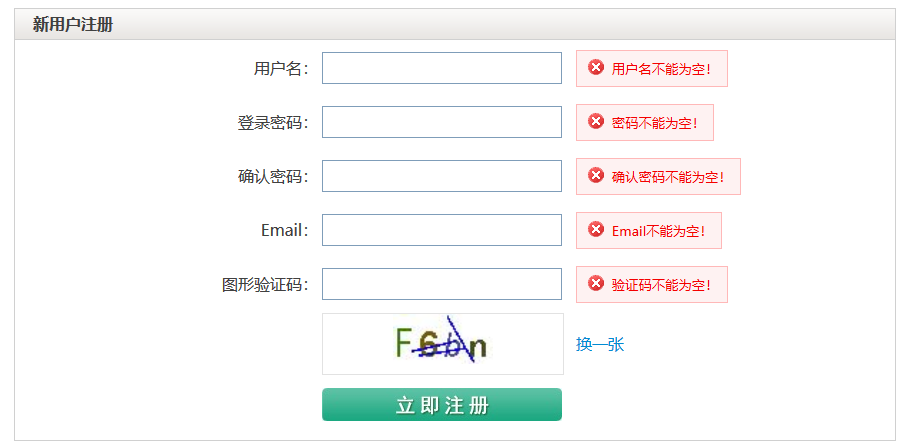 新用户注册
用户名： 用户名不能为空!
登录密码： 密码不能为空!
确认密码： 确认密码不能为空!
Email： Email不能为空!
图形验证码： 验证码不能为空!
F6bn 换一张
立即注册